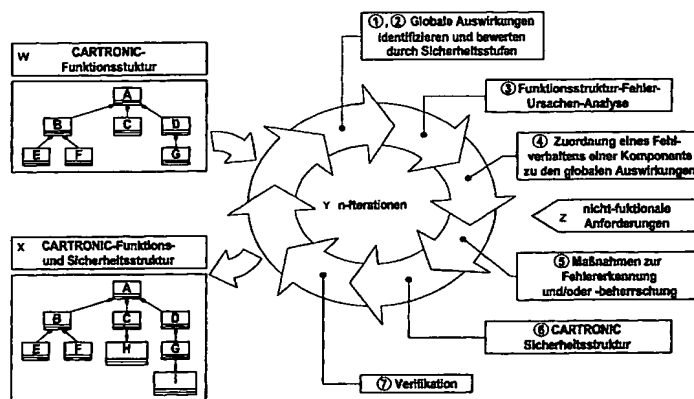 W CARTRONIC-
Funktionsstuktur
A
B C D
E F G
X CARTRONIC-Funktions-
und Sicherheitsstruktur
A
B C D
E F H G
①, ② Globale Auswirkungen
identifizieren und bewerten
durch Sicherheitsstufen
③ Funktionsstruktur-Fehler-
Ursachen-Analyse
④ Zuordnung eines Fehl-
verhaltens einer Komponente
zu den globalen Auswirkungen
Y n-Iterationen
Z nicht-fuktionale
Anforderungen
⑤ Maßnahmen zur
Fehlererkennung
und/oder -beherrschung
⑥ CARTRONIC
Sicherheitsstruktur
⑦ Verifikation